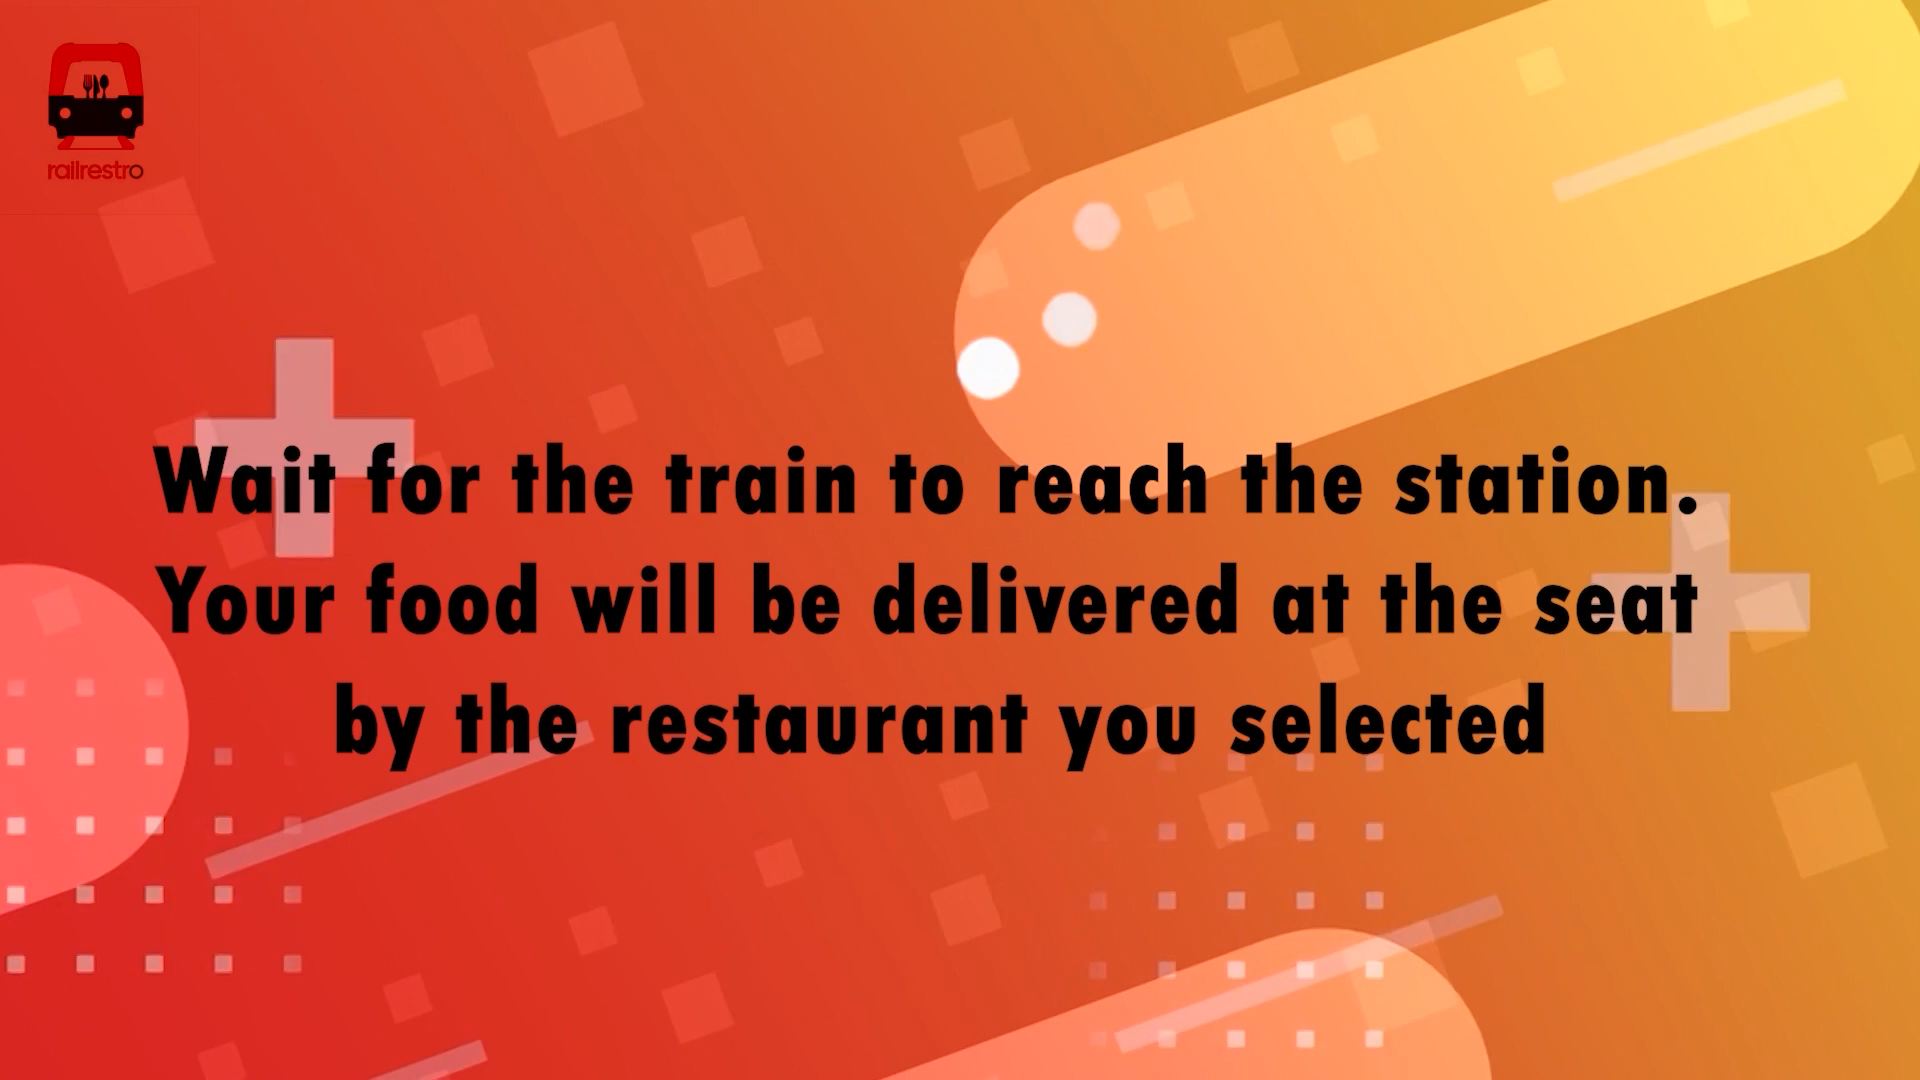 railrestro
Wait for the train to reach the station.
Your food will be delivered at the seat
by the restaurant you selected